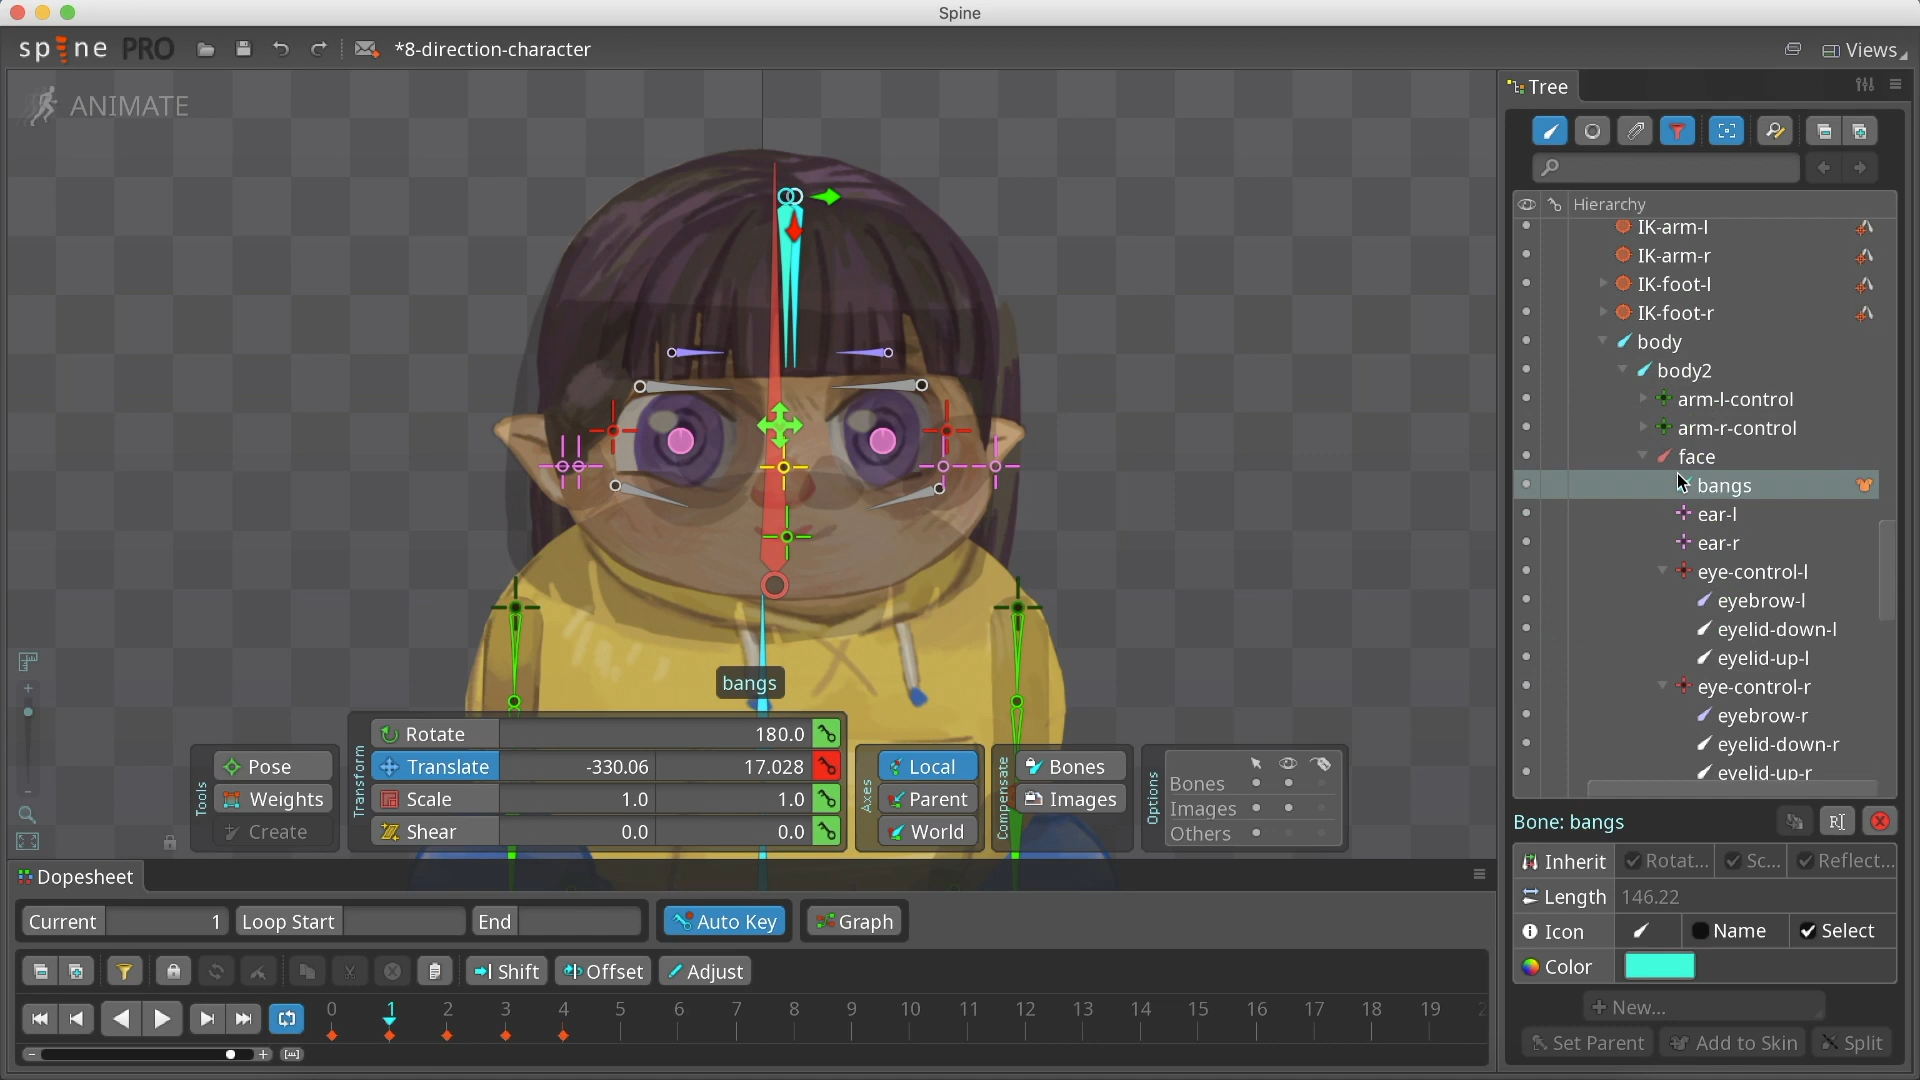 Spine
spine PRO
*8-direction-character
Views
ANIMATE
Tree
Hierarchy
IK-arm-l
IK-arm-r
IK-foot-l
IK-foot-r
body
body2
arm-l-control
arm-r-control
face
bangs
ear-l
ear-r
eye-control-l
eyebrow-l
eyelid-down-l
eyelid-up-l
eye-control-r
eyebrow-r
eyelid-down-r
eyelid-up-r
bangs
Tools
Pose
Weights
Create
Transform
Rotate 180.0
Translate -330.06 17.028
Scale 1.0 1.0
Shear 0.0 0.0
Axes
Local
Parent
World
Compensate
Bones
Images
Options
Bones
Images
Others
Bone: bangs
Inherit Rotat... Sc... Reflect...
Length 146.22
Icon Name Select
Color
New...
Set Parent Add to Skin Split
Dopesheet
Current 1 Loop Start End Auto Key Graph
Shift Offset Adjust
0 1 2 3 4 5 6 7 8 9 10 11 12 13 14 15 16 17 18 19